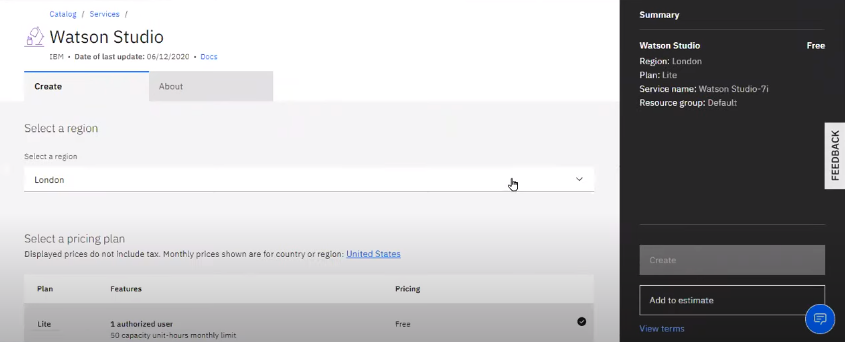 Catalog / Services /
Watson Studio
IBM • Date of last update: 06/12/2020 • Docs
Create
About
Select a region
Select a region
London
Select a pricing plan
Displayed prices do not include tax. Monthly prices shown are for country or region: United States
Plan Features Pricing
Lite 1 authorized user Free
50 capacity unit-hours monthly limit
Summary
Watson Studio Free
Region: London
Plan: Lite
Service name: Watson Studio-7i
Resource group: Default
FEEDBACK
Create
Add to estimate
View terms